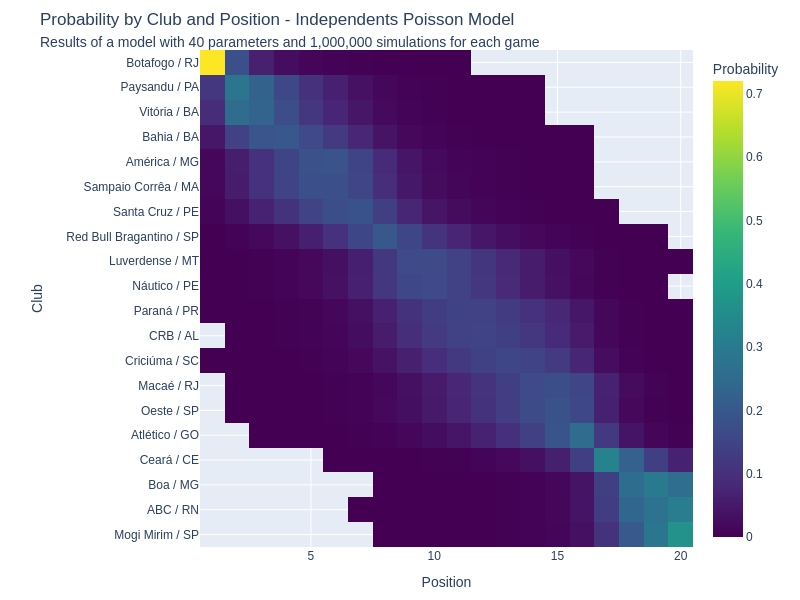 Probability by Club and Position - Independents Poisson Model
Results of a model with 40 parameters and 1,000,000 simulations for each game
Club
Botafogo / RJ
Paysandu / PA
Vitória / BA
Bahia / BA
América / MG
Sampaio Corrêa / MA
Santa Cruz / PE
Red Bull Bragantino / SP
Luverdense / MT
Náutico / PE
Paraná / PR
CRB / AL
Criciúma / SC
Macaé / RJ
Oeste / SP
Atlético / GO
Ceará / CE
Boa / MG
ABC / RN
Mogi Mirim / SP
5 10 15 20
Position
Probability
0.7
0.6
0.5
0.4
0.3
0.2
0.1
0